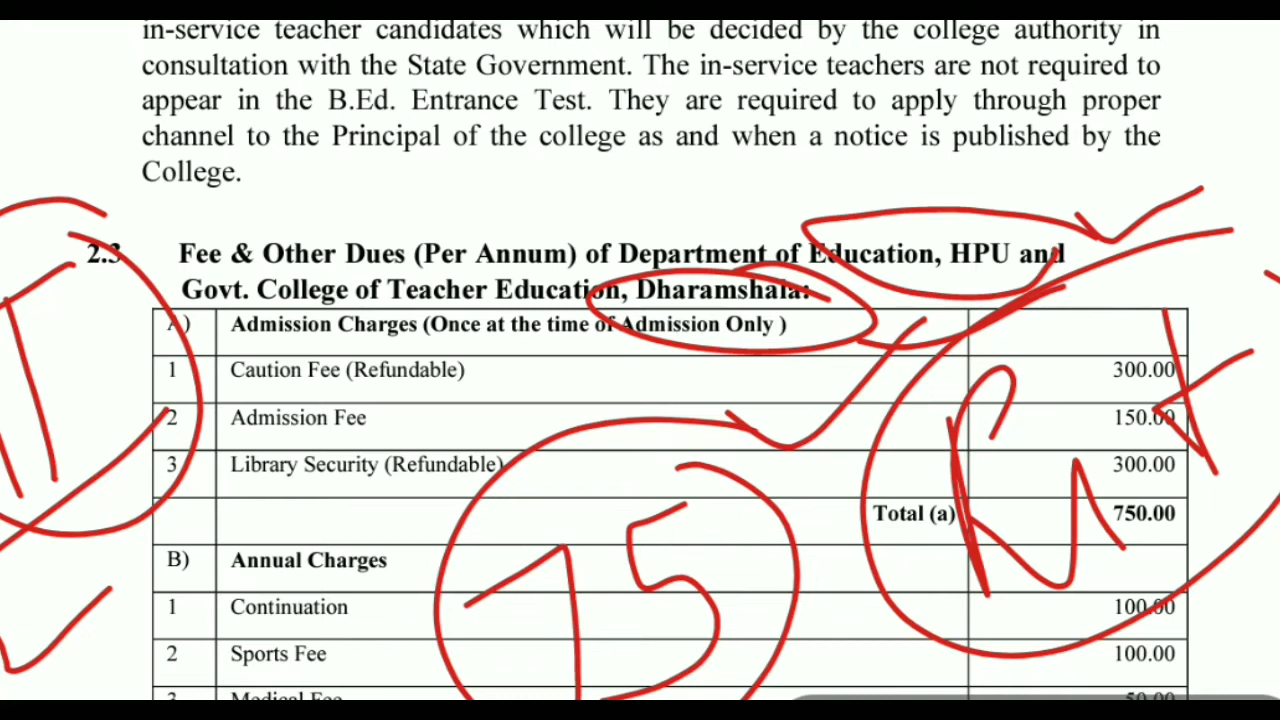 in-service teacher candidates which will be decided by the college authority in
consultation with the State Government. The in-service teachers are not required to
appear in the B.Ed. Entrance Test. They are required to apply through proper
channel to the Principal of the college as and when a notice is published by the
College.
2.3 Fee & Other Dues (Per Annum) of Department of Education, HPU and
Govt. College of Teacher Education, Dharamshala:
A) Admission Charges (Once at the time of Admission Only )
1 Caution Fee (Refundable) 300.00
2 Admission Fee 150.00
3 Library Security (Refundable) 300.00
Total (a) 750.00
B) Annual Charges
1 Continuation 100.00
2 Sports Fee 100.00
3 Medical Fee 50.00
75